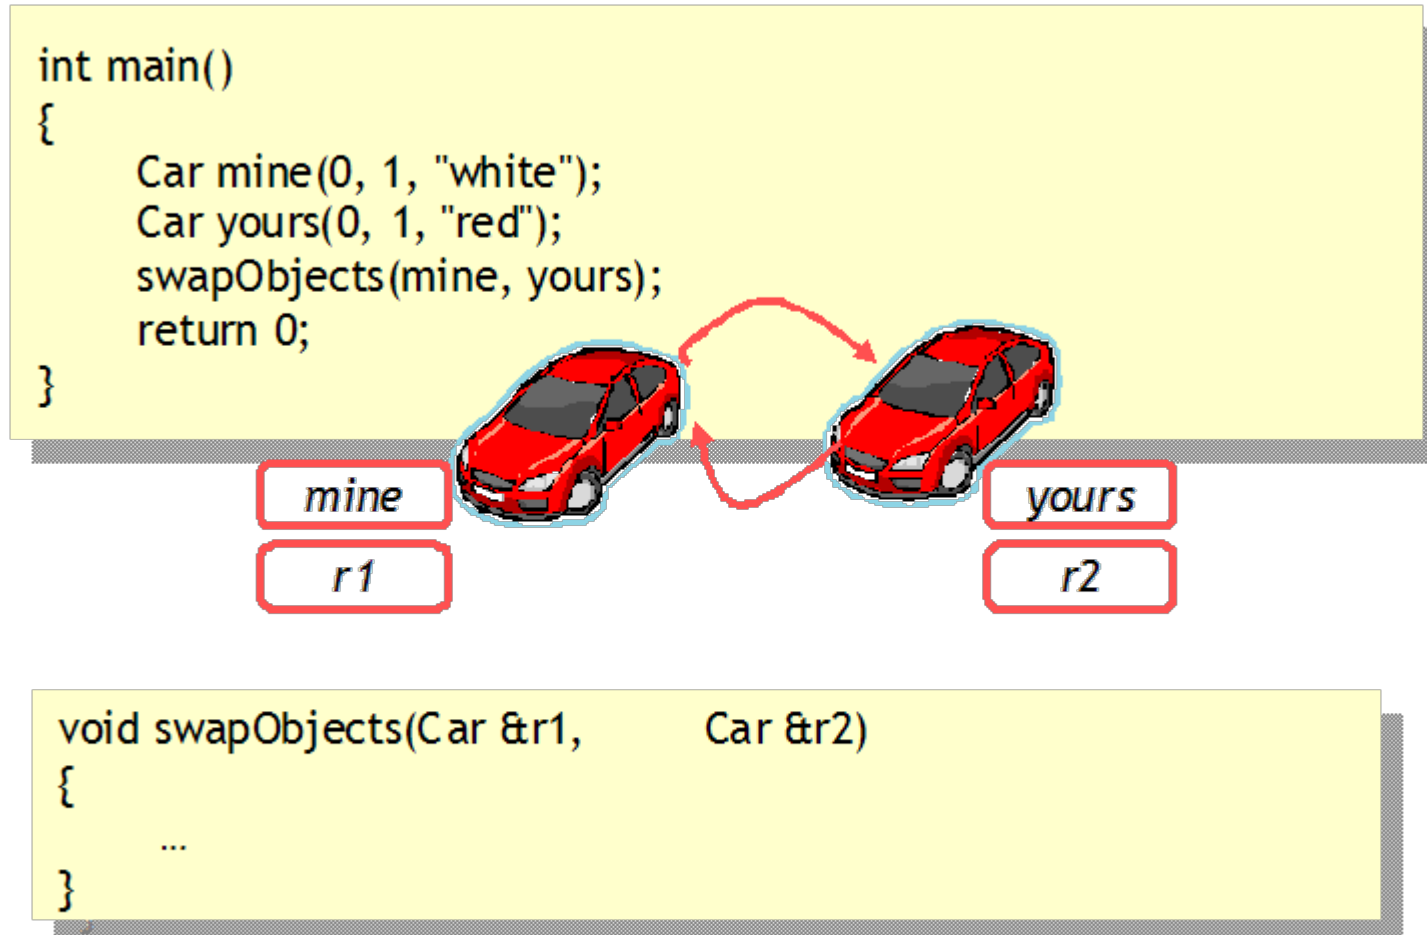 int main()
{
Car mine(0, 1, "white");
Car yours(0, 1, "red");
swapObjects(mine, yours);
return 0;
}
mine
yours
r1
r2
void swapObjects(Car &r1, Car &r2)
{
...
}